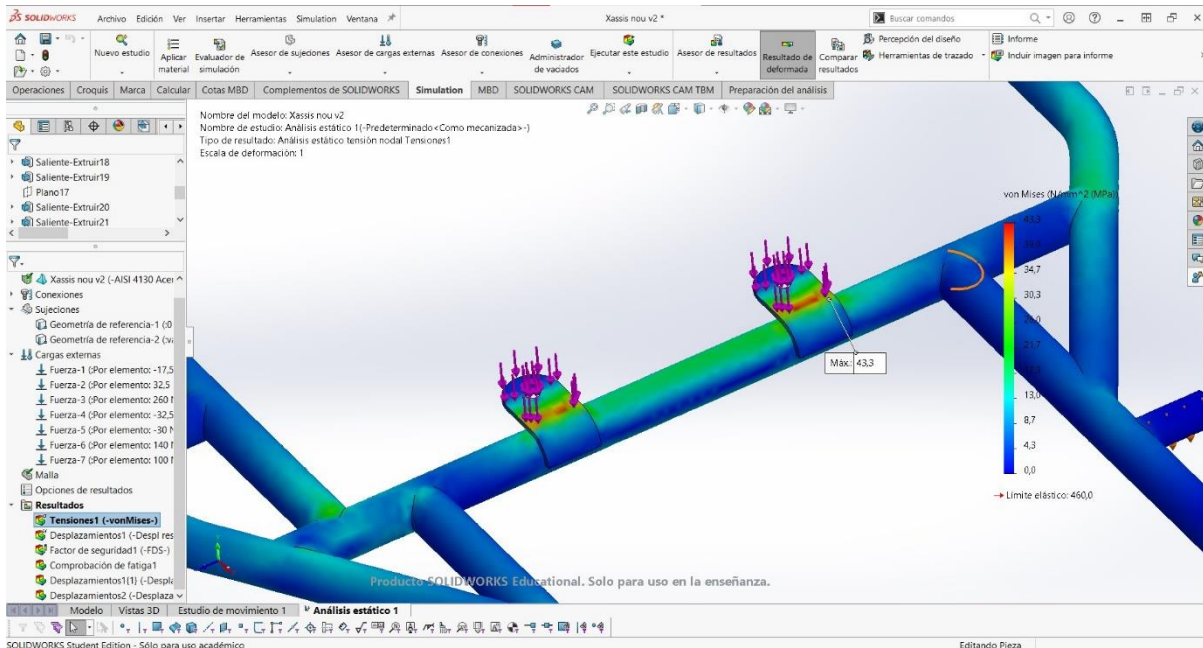 SOLIDWORKS Archivo Edición Ver Insertar Herramientas Simulation Ventana Xassis nou v2 * Buscar comandos
Nuevo estudio
Aplicar material
Evaluador de simulación
Asesor de sujeciones
Asesor de cargas externas
Asesor de conexiones
Administrador de vaciados
Ejecutar este estudio
Asesor de resultados
Resultado de deformada
Comparar resultados
Percepción del diseño
Herramientas de trazado
Informe
Incluir imagen para informe
Operaciones Croquis Marca Calcular Cotas MBD Complementos de SOLIDWORKS Simulation MBD SOLIDWORKS CAM SOLIDWORKS CAM TBM Preparación del análisis
Nombre del modelo: Xassis nou v2
Nombre de estudio: Análisis estático 1(-Predeterminado<Como mecanizada>-)
Tipo de resultado: Análisis estático tensión nodal Tensiones1
Escala de deformación: 1
Saliente-Extruir18
Saliente-Extruir19
Plano17
Saliente-Extruir20
Saliente-Extruir21
Xassis nou v2 (-AISI 4130 Acer
Conexiones
Sujeciones
Geometría de referencia-1 (:0
Geometría de referencia-2 (:va
Cargas externas
Fuerza-1 (:Por elemento: -17,5
Fuerza-2 (:Por elemento: 32,5
Fuerza-3 (:Por elemento: 260 N
Fuerza-4 (:Por elemento: -32,5
Fuerza-5 (:Por elemento: -30 N
Fuerza-6 (:Por elemento: 140 N
Fuerza-7 (:Por elemento: 100 N
Malla
Opciones de resultados
Resultados
Tensiones1 (-vonMises-)
Desplazamientos1 (-Despl res
Factor de seguridad1 (-FDS-)
Comprobación de fatiga1
Desplazamientos1{1} (-Despla
Desplazamientos2 (-Desplaza
von Mises (N/mm^2 (MPa))
43,3
34,7
30,3
26,0
21,7
13,0
8,7
4,3
0,0
Límite elástico: 460,0
Máx.: 43,3
Producto SOLIDWORKS Educational. Solo para uso en la enseñanza.
Modelo Vistas 3D Estudio de movimiento 1 Análisis estático 1
SOLIDWORKS Student Edition - Sólo para uso académico Editando Pieza